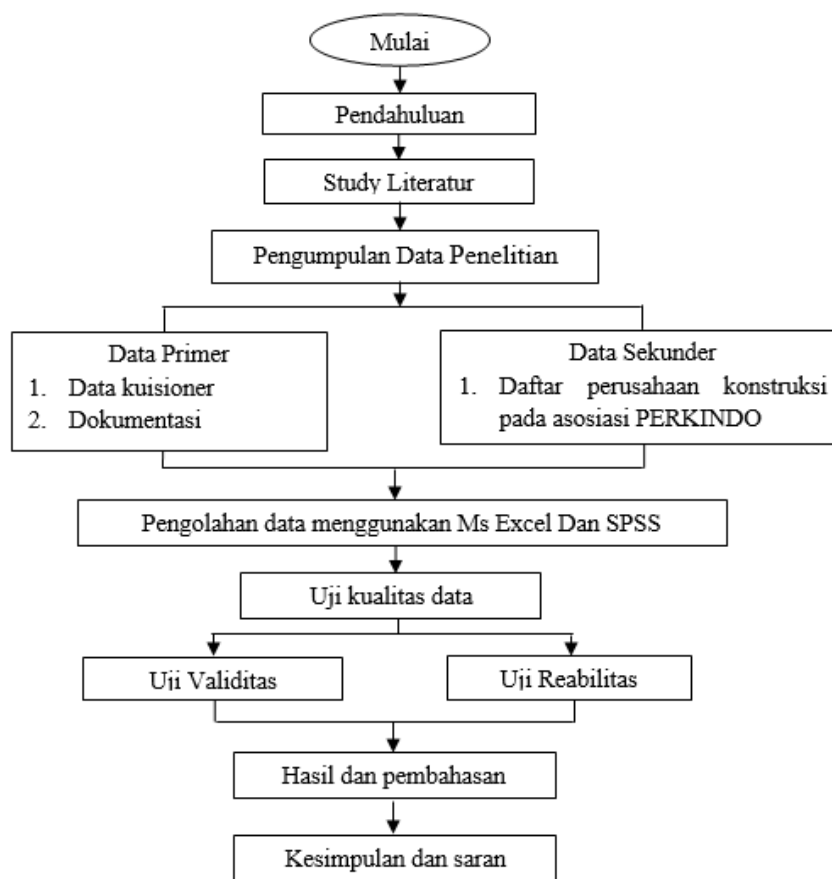 Mulai
Pendahuluan
Study Literatur
Pengumpulan Data Penelitian
Data Primer
1. Data kuisioner
2. Dokumentasi
Data Sekunder
1. Daftar perusahaan konstruksi
pada asosiasi PERKINDO
Pengolahan data menggunakan Ms Excel Dan SPSS
Uji kualitas data
Uji Validitas
Uji Reabilitas
Hasil dan pembahasan
Kesimpulan dan saran